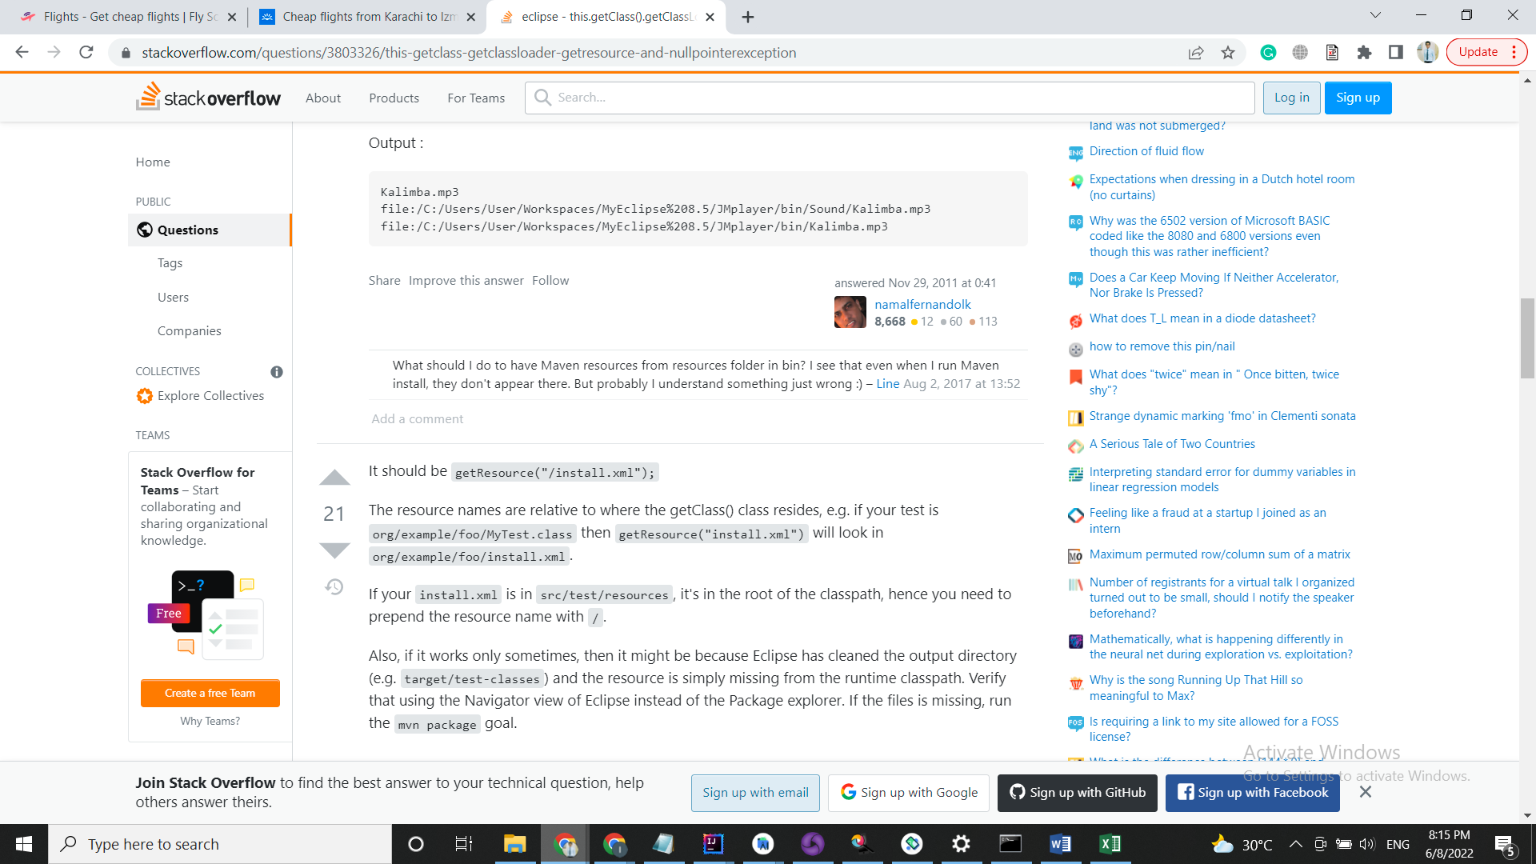 Flights - Get cheap flights | Fly Sc
Cheap flights from Karachi to Izm
eclipse - this.getClass().getClassL
stackoverflow.com/questions/3803326/this-getclass-getclassloader-getresource-and-nullpointerexception
Update
stackoverflow
About
Products
For Teams
Search...
Log in
Sign up
Home
PUBLIC
Questions
Tags
Users
Companies
COLLECTIVES
Explore Collectives
TEAMS
Stack Overflow for
Teams – Start
collaborating and
sharing organizational
knowledge.
>_?
Free
Create a free Team
Why Teams?
Output :
Kalimba.mp3
file:/C:/Users/User/Workspaces/MyEclipse%208.5/JMplayer/bin/Sound/Kalimba.mp3
file:/C:/Users/User/Workspaces/MyEclipse%208.5/JMplayer/bin/Kalimba.mp3
Share Improve this answer Follow
answered Nov 29, 2011 at 0:41
namalfernandolk
8,668 12 60 113
What should I do to have Maven resources from resources folder in bin? I see that even when I run Maven
install, they don't appear there. But probably I understand something just wrong :) – Line Aug 2, 2017 at 13:52
Add a comment
21
It should be getResource("/install.xml");
The resource names are relative to where the getClass() class resides, e.g. if your test is
org/example/foo/MyTest.class then getResource("install.xml") will look in
org/example/foo/install.xml.
If your install.xml is in src/test/resources, it's in the root of the classpath, hence you need to
prepend the resource name with /.
Also, if it works only sometimes, then it might be because Eclipse has cleaned the output directory
(e.g. target/test-classes) and the resource is simply missing from the runtime classpath. Verify
that using the Navigator view of Eclipse instead of the Package explorer. If the files is missing, run
the mvn package goal.
land was not submerged?
Direction of fluid flow
Expectations when dressing in a Dutch hotel room
(no curtains)
Why was the 6502 version of Microsoft BASIC
coded like the 8080 and 6800 versions even
though this was rather inefficient?
Does a Car Keep Moving If Neither Accelerator,
Nor Brake Is Pressed?
What does T_L mean in a diode datasheet?
how to remove this pin/nail
What does "twice" mean in " Once bitten, twice
shy"?
Strange dynamic marking 'fmo' in Clementi sonata
A Serious Tale of Two Countries
Interpreting standard error for dummy variables in
linear regression models
Feeling like a fraud at a startup I joined as an
intern
Maximum permuted row/column sum of a matrix
Number of registrants for a virtual talk I organized
turned out to be small, should I notify the speaker
beforehand?
Mathematically, what is happening differently in
the neural net during exploration vs. exploitation?
Why is the song Running Up That Hill so
meaningful to Max?
Is requiring a link to my site allowed for a FOSS
license?
Activate Windows
Go to Settings to activate Windows.
Join Stack Overflow to find the best answer to your technical question, help
others answer theirs.
Sign up with email
Sign up with Google
Sign up with GitHub
Sign up with Facebook
Type here to search
30°C
ENG
8:15 PM
6/8/2022
5